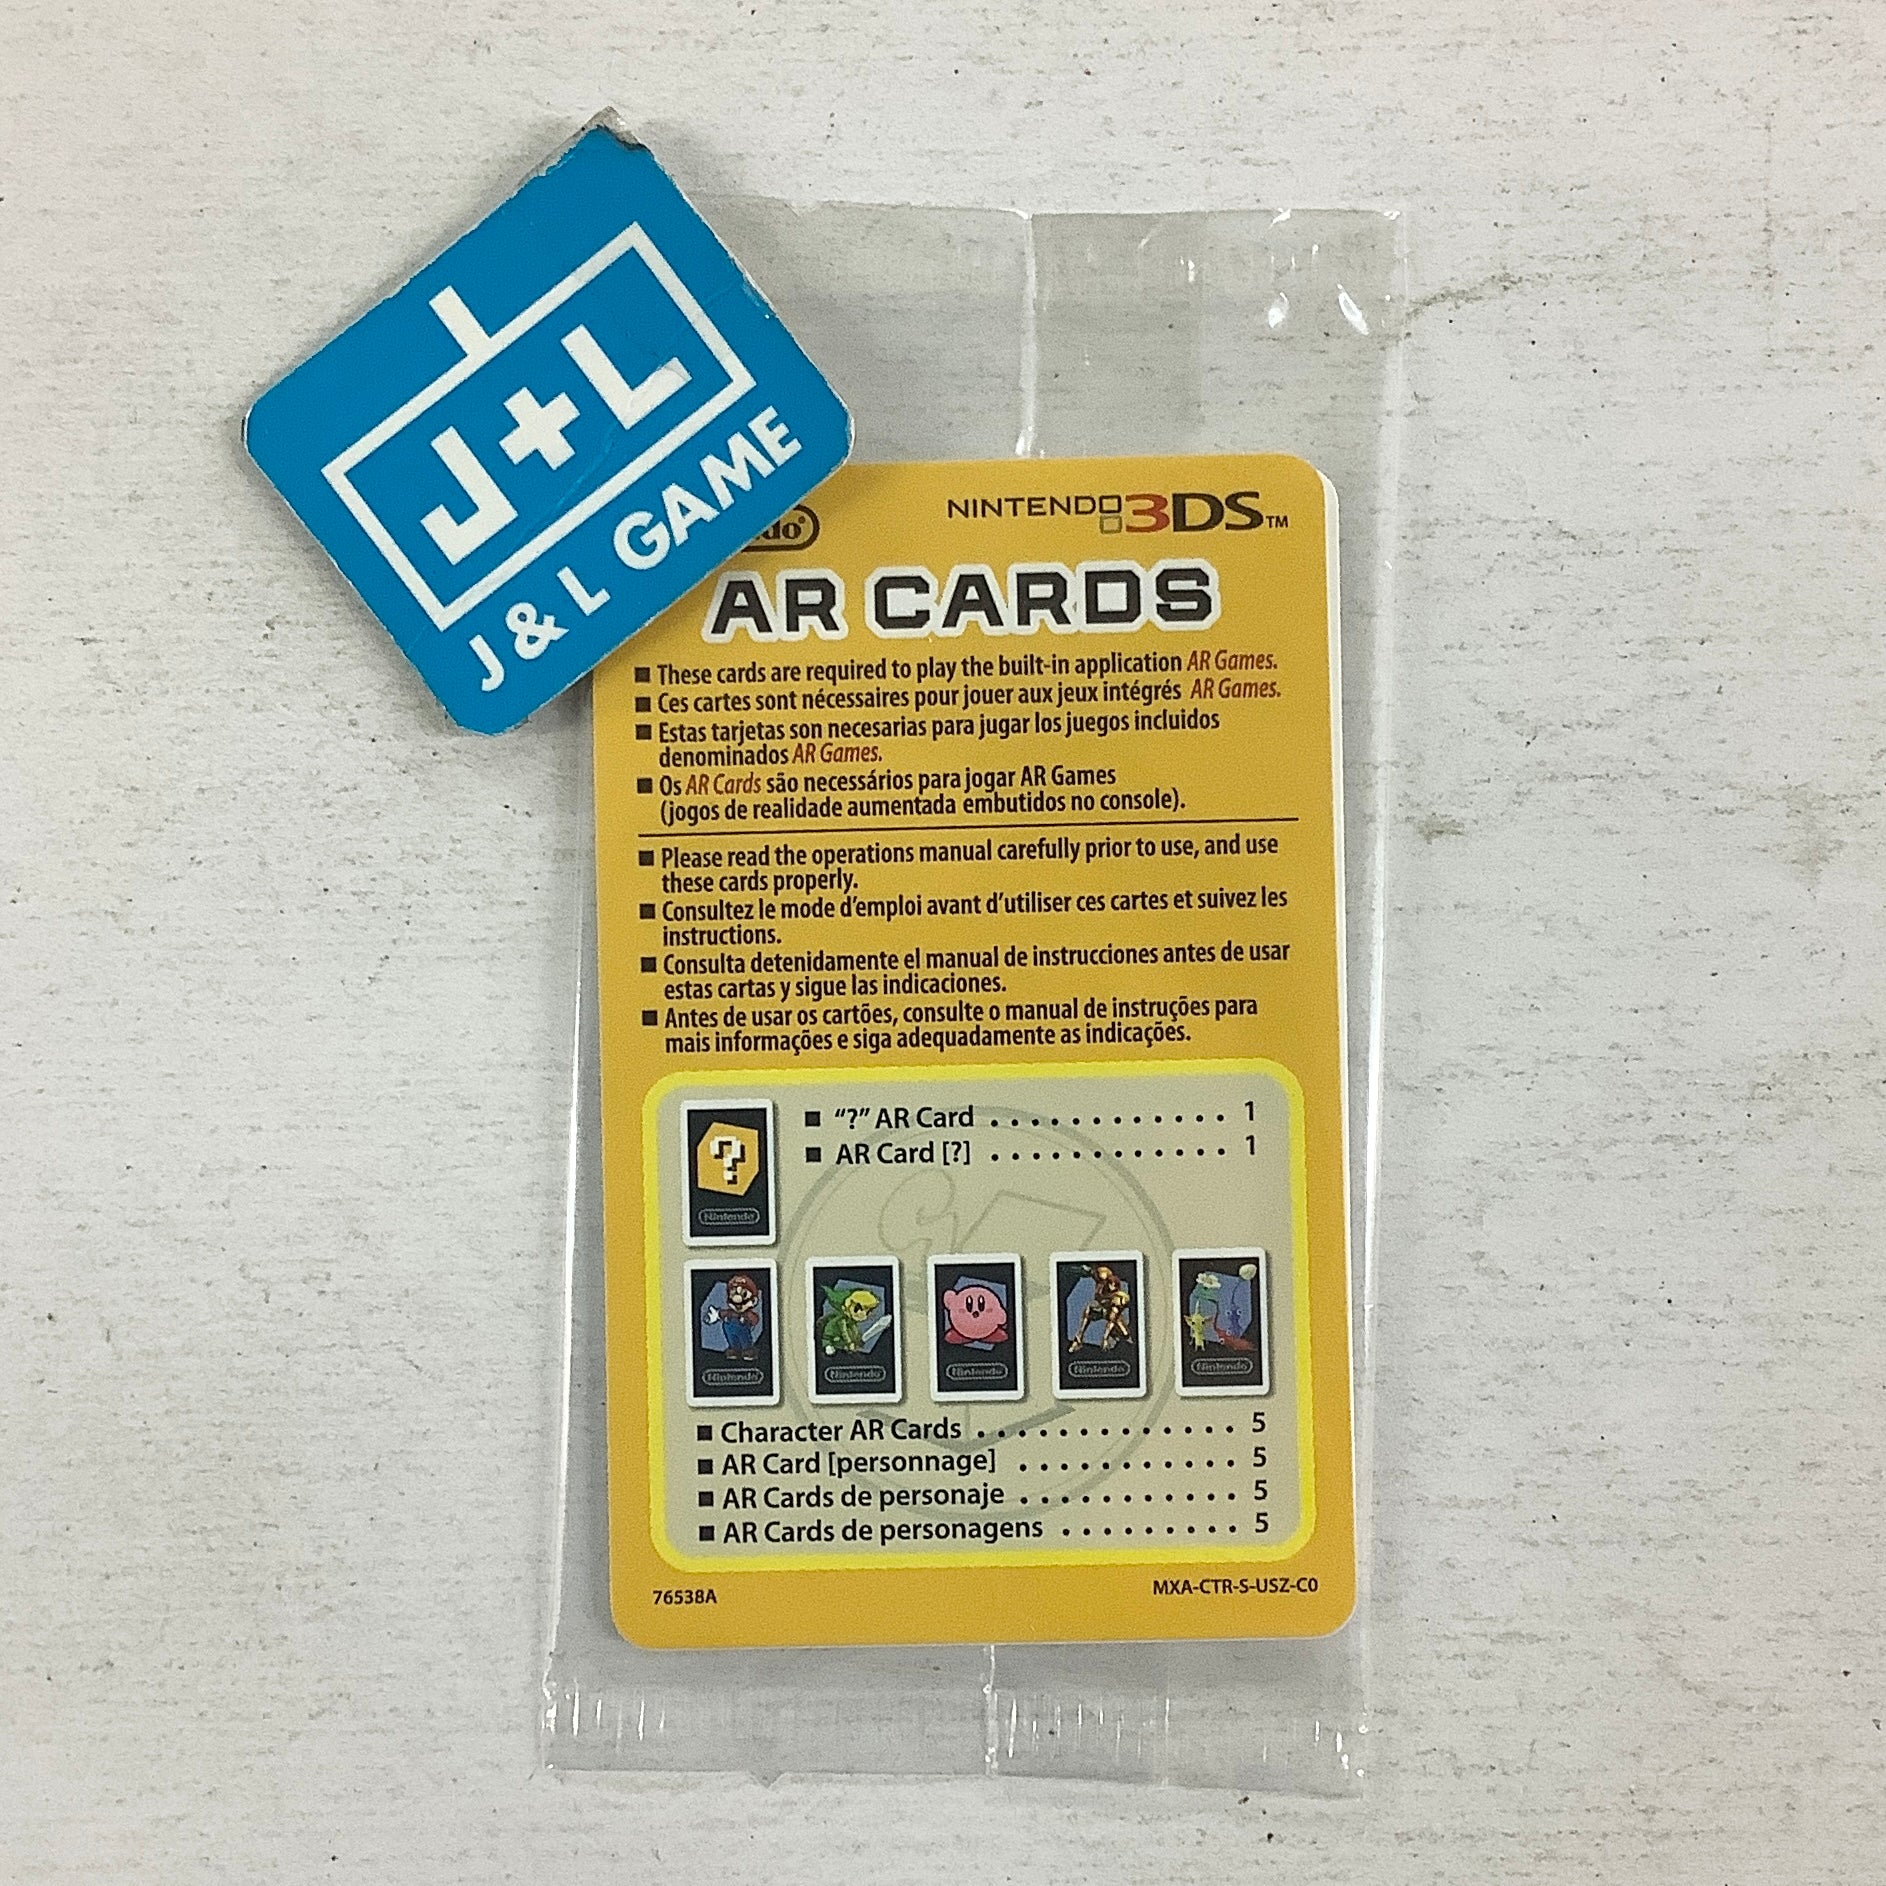 J+L
J & L GAME
NINTENDO3DS™
AR CARDS
■ These cards are required to play the built-in application AR Games.
■ Ces cartes sont nécessaires pour jouer aux jeux intégrés AR Games.
■ Estas tarjetas son necesarias para jugar los juegos incluidos
denominados AR Games.
■ Os AR Cards são necessários para jogar AR Games
(jogos de realidade aumentada embutidos no console).
■ Please read the operations manual carefully prior to use, and use
these cards properly.
■ Consultez le mode d'emploi avant d'utiliser ces cartes et suivez les
instructions.
■ Consulta detenidamente el manual de instrucciones antes de usar
estas cartas y sigue las indicaciones.
■ Antes de usar os cartões, consulte o manual de instruções para
mais informações e siga adequadamente as indicações.
■ “?” AR Card . . . . . . . . . . . . 1
■ AR Card [?] . . . . . . . . . . . . 1
?
Nintendo
Nintendo Nintendo Nintendo Nintendo Nintendo
■ Character AR Cards . . . . . . . . . . . . . 5
■ AR Card [personnage] . . . . . . . . . . . 5
■ AR Cards de personaje . . . . . . . . . . . 5
■ AR Cards de personagens . . . . . . . . . 5
76538A
MXA-CTR-S-USZ-C0